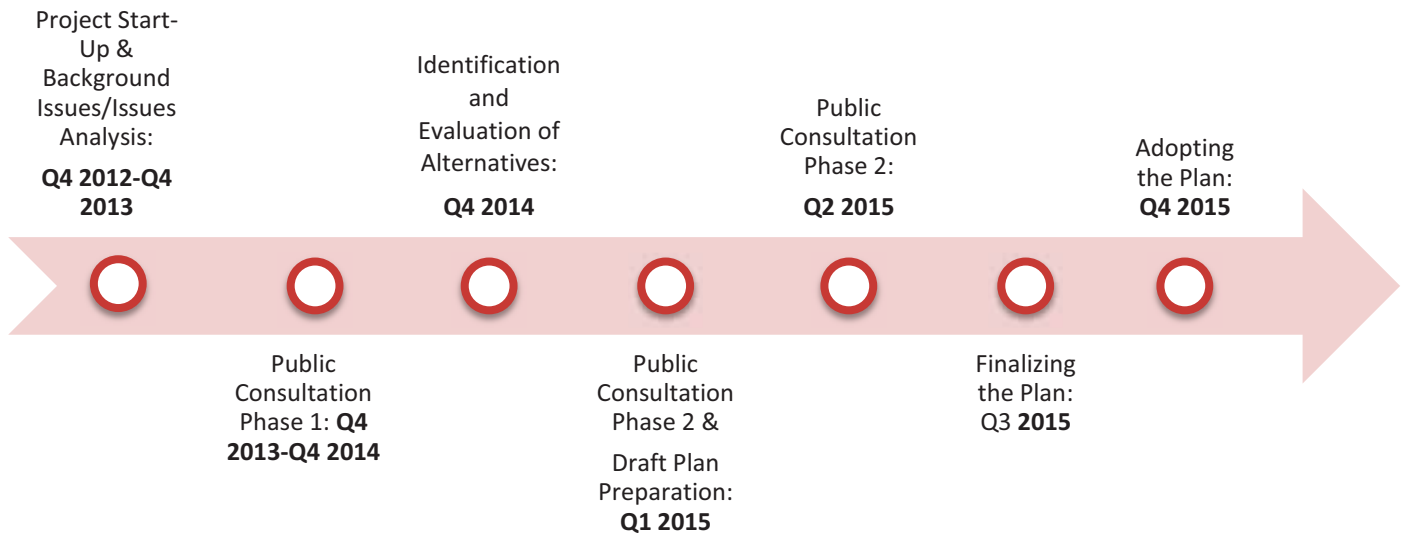 Project Start-
Up &
Background
Issues/Issues
Analysis:
Q4 2012-Q4
2013
Public
Consultation
Phase 1: Q4
2013-Q4 2014
Identification
and
Evaluation of
Alternatives:
Q4 2014
Public
Consultation
Phase 2 &
Draft Plan
Preparation:
Q1 2015
Public
Consultation
Phase 2:
Q2 2015
Finalizing
the Plan:
Q3 2015
Adopting
the Plan:
Q4 2015